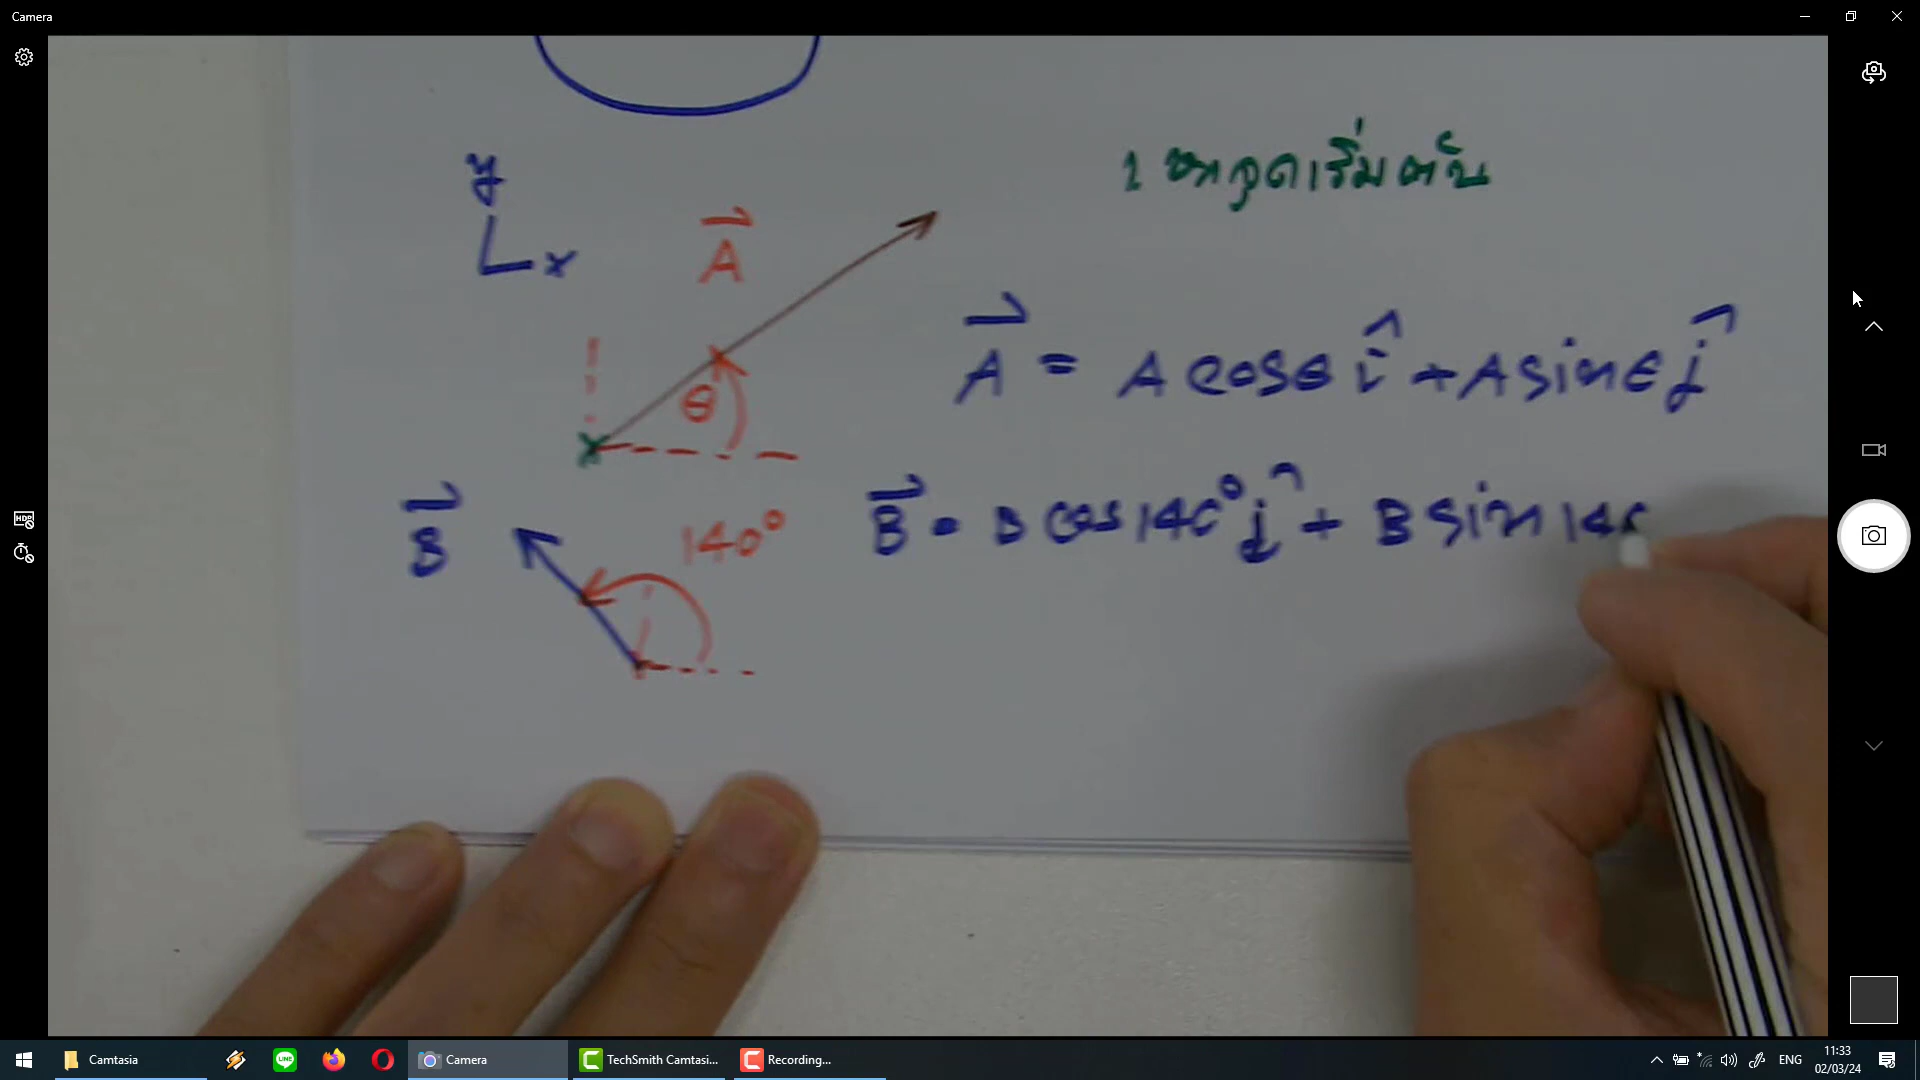 Camera
y
x
A
θ
1 หาจุดเริ่มต้น
A = A cosθ i + A sinθ j
B
140°
B = B cos 140° j + B sin 140
Camtasia
Camera
TechSmith Camtasi...
Recording...
ENG
11:33
02/03/24